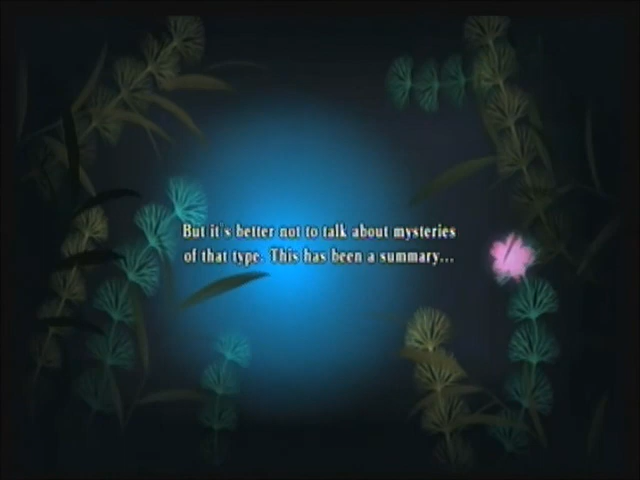 But it's better not to talk about mysteries
of that type. This has been a summary...